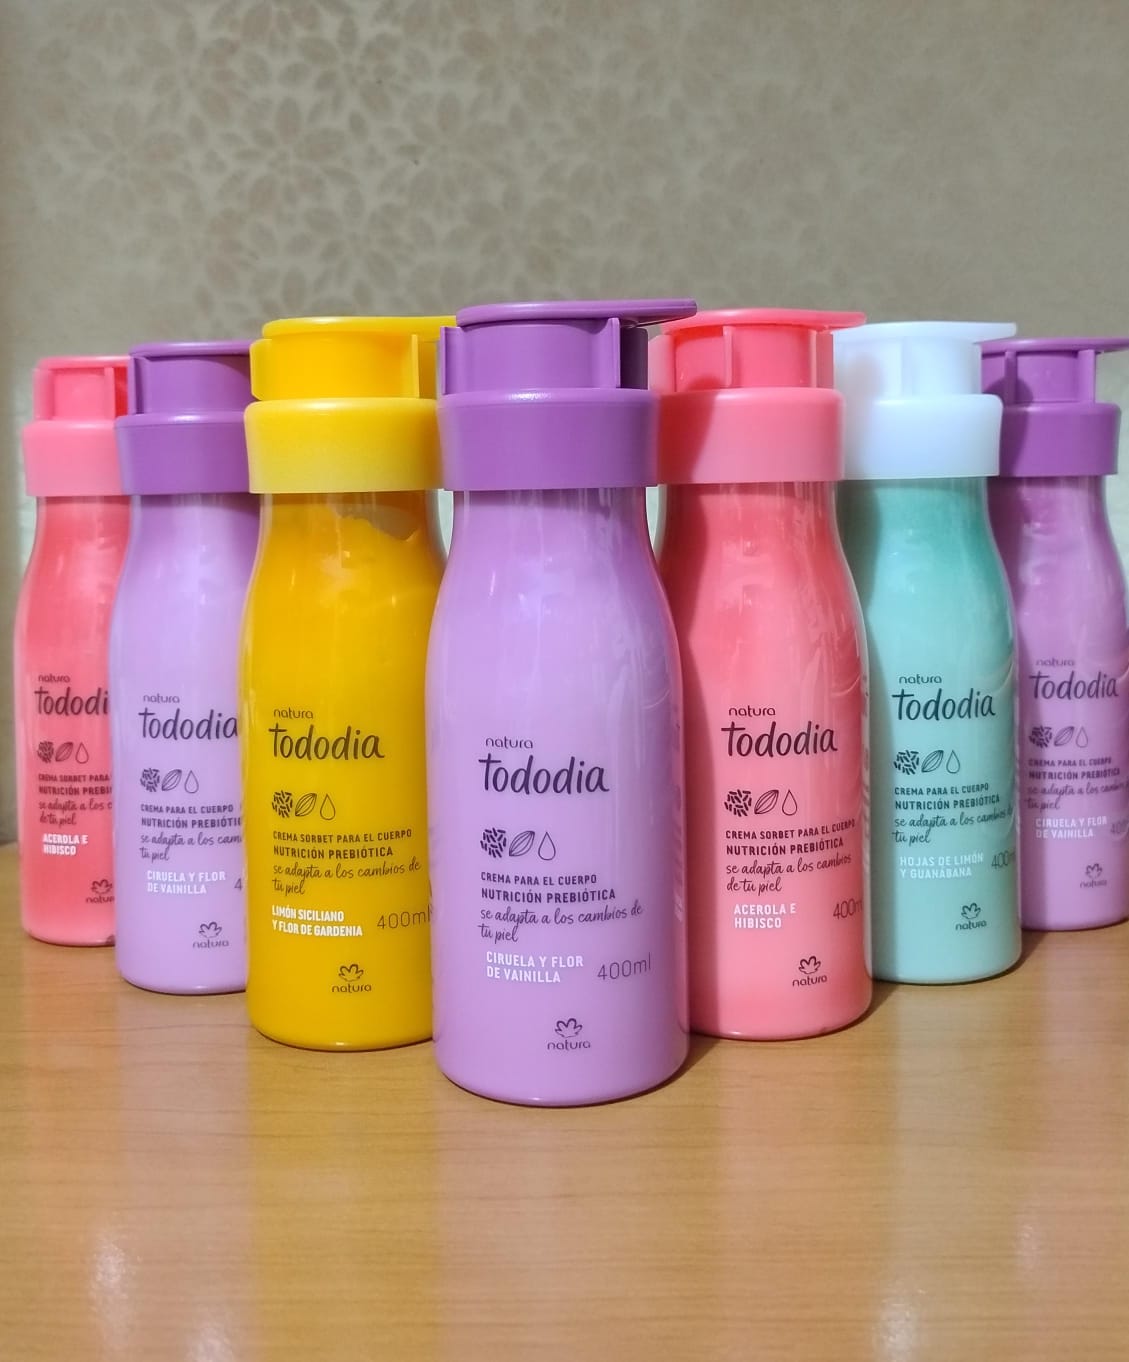 natura
CREMA SORBET PARA
NUTRICIÓN
se adapta a los
de tu piel
ACEROLA E
HIBISCO
natura
tododia
CREMA PARA EL CUERPO
NUTRICIÓN
se adapta a los
tu piel
CIRUELA Y FLOR
DE VAINILLA
natura
natura
tododia
CREMA SORBET PARA EL CUERPO
NUTRICIÓN PREBIÓTICA
se adapta a los cambios de
tu piel
LIMÓN SICILIANO
Y FLOR DE GARDENIA
400ml
natura
natura
tododia
CREMA PARA EL CUERPO
NUTRICIÓN PREBIÓTICA
se adapta a los cambios de
tu piel
CIRUELA Y FLOR
DE VAINILLA
400ml
natura
natura
tododia
CREMA SORBET PARA EL CUERPO
NUTRICIÓN PREBIÓTICA
se adapta a los cambios
de tu piel
ACEROLA E
HIBISCO
natura
natura
tododia
CREMA PARA EL CUERPO
NUTRICIÓN PREBIÓTICA
se adapta a los cambios de
tu piel
HOJAS DE LIMÓN
Y GUANÁBANA
natura
natura
tododia
CREMA PARA EL CUERPO
NUTRICIÓN PREBIÓTICA
se adapta a los cambios
tu piel
CIRUELA Y FLOR
DE VAINILLA
natura